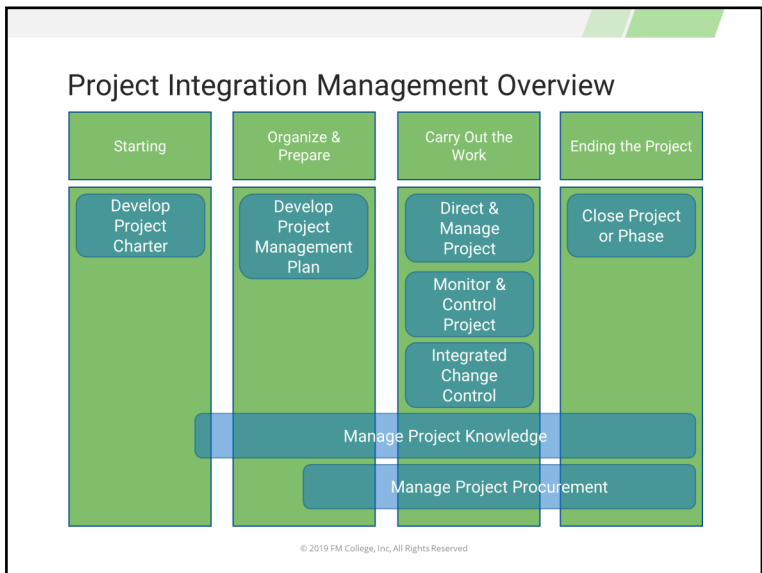 Project Integration Management Overview
Starting
Organize &
Prepare
Carry Out the
Work
Ending the Project
Develop
Project
Charter
Develop
Project
Management
Plan
Direct &
Manage
Project
Monitor &
Control
Project
Integrated
Change
Control
Close Project
or Phase
Manage Project Knowledge
Manage Project Procurement
© 2019 FM College, Inc, All Rights Reserved